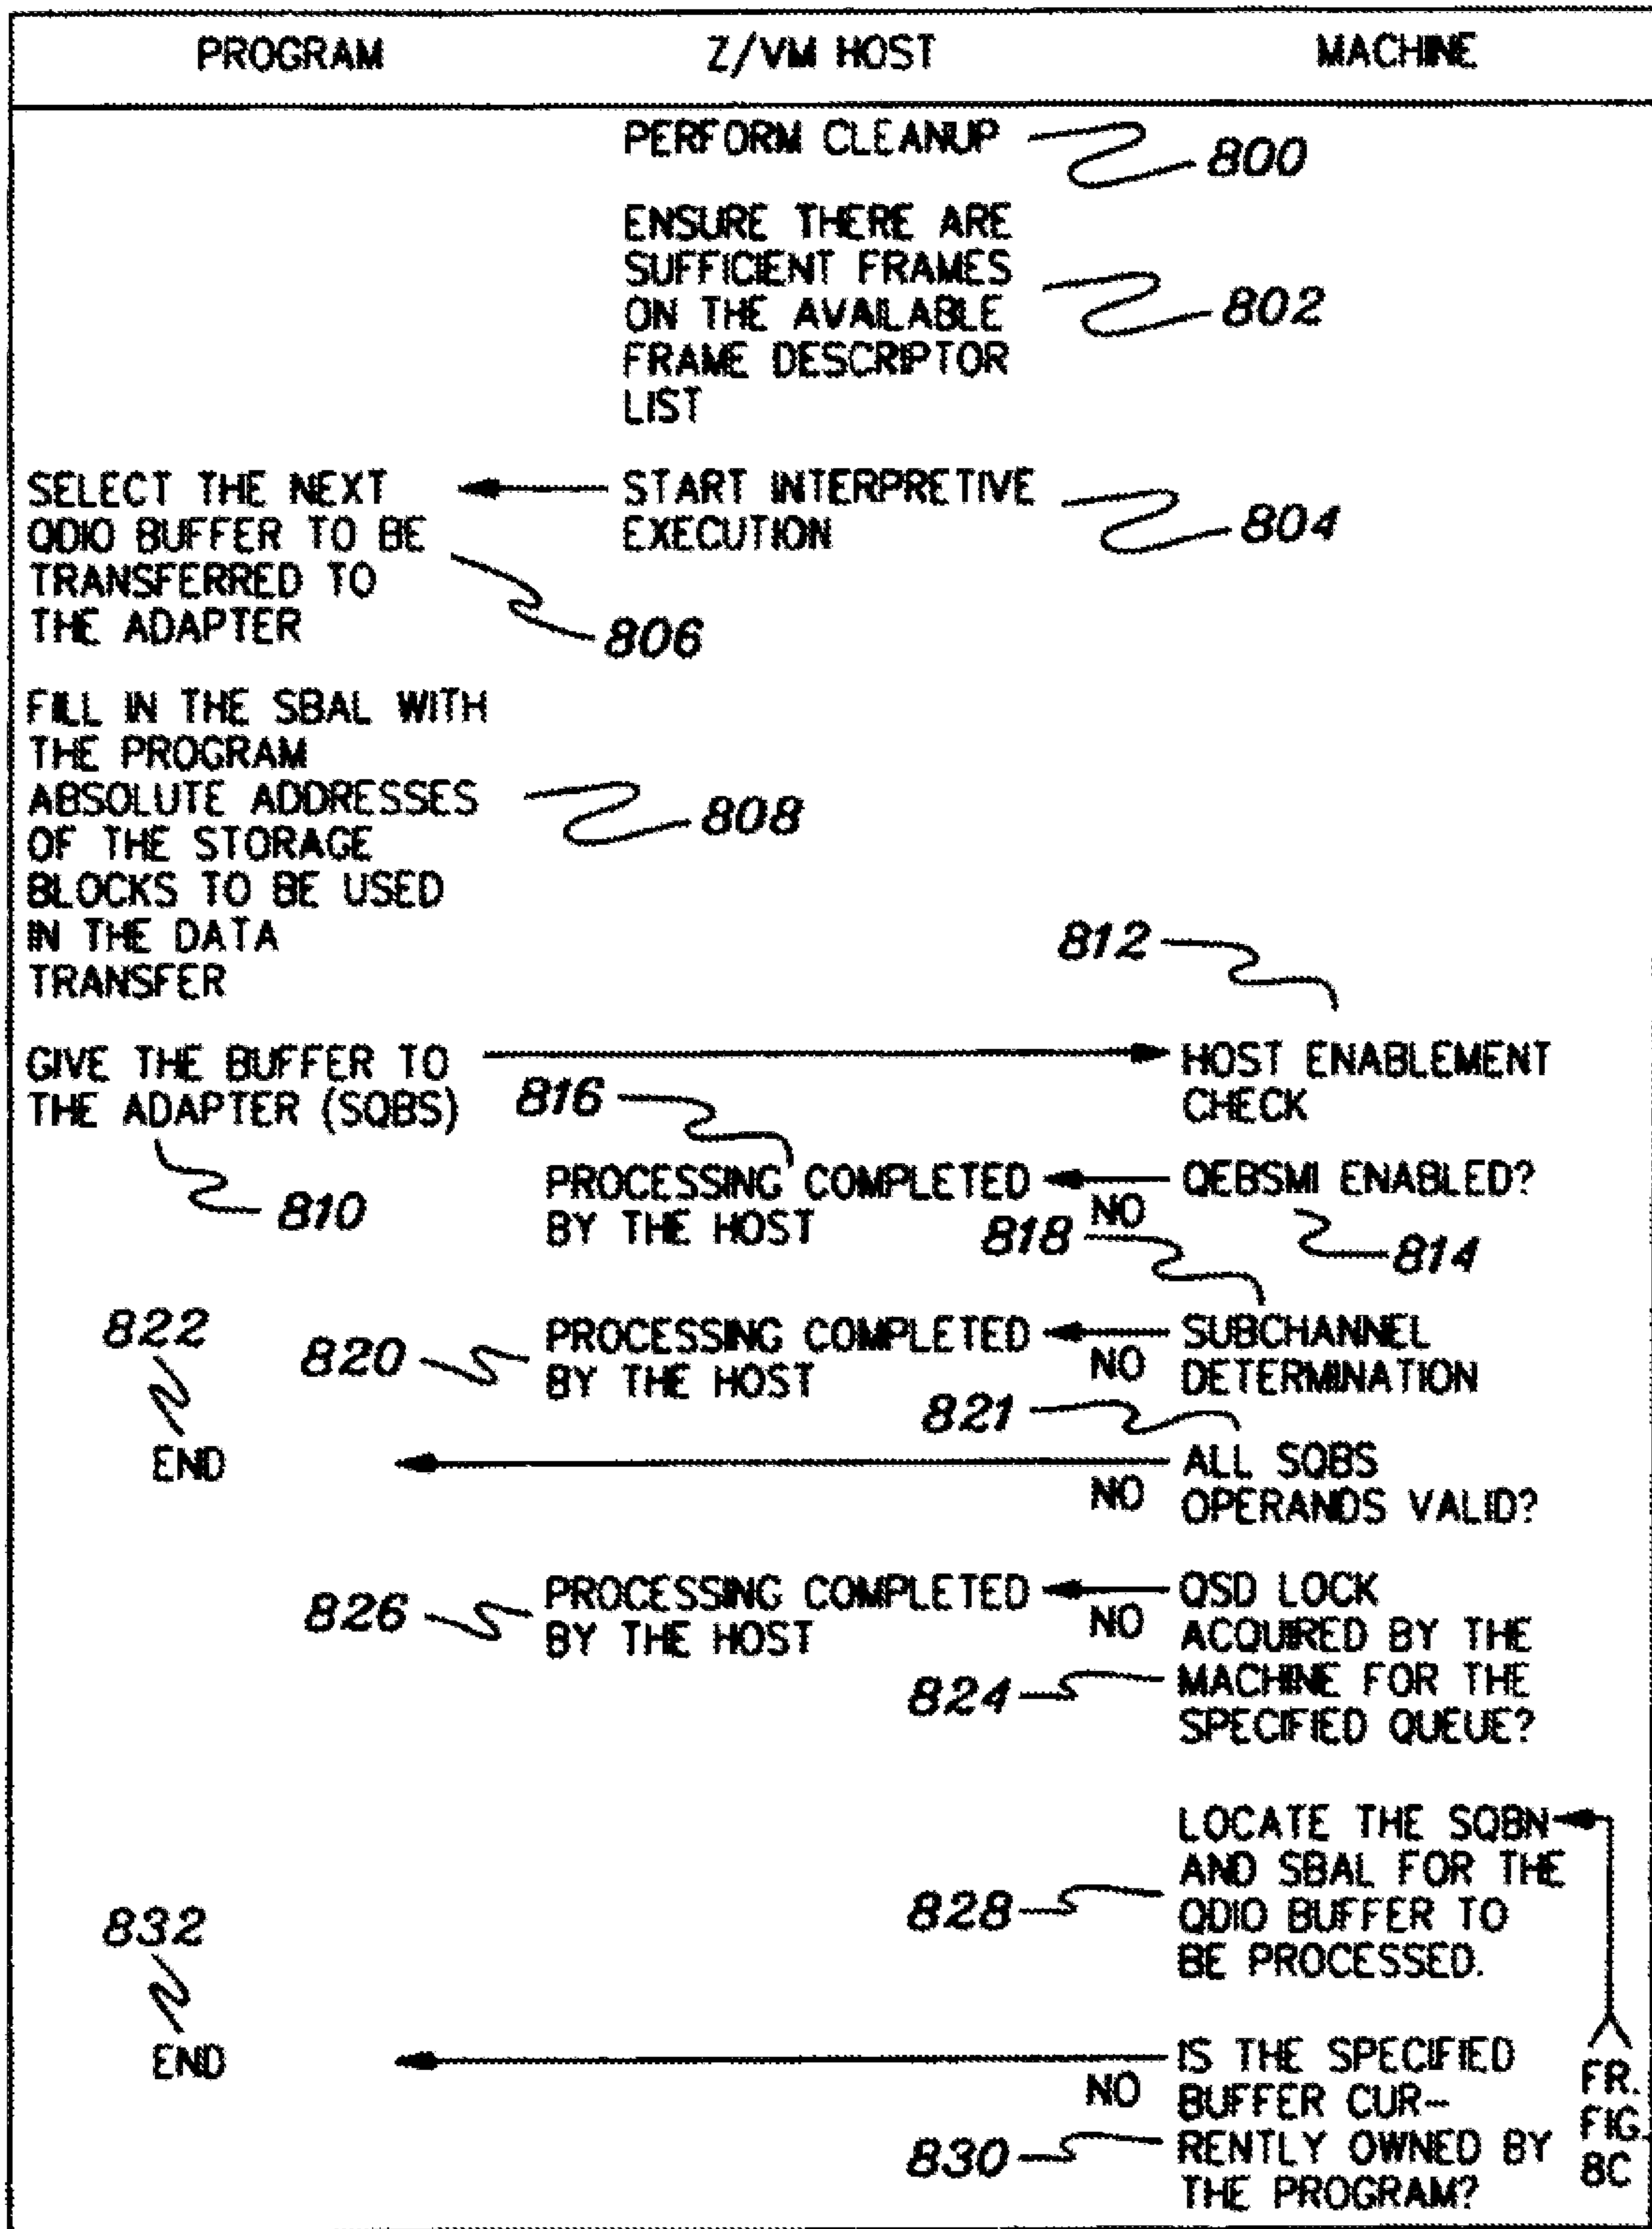 PROGRAM Z/VM HOST MACHINE
PERFORM CLEANUP
800
ENSURE THERE ARE
SUFFICIENT FRAMES
ON THE AVAILABLE
FRAME DESCRIPTOR
LIST
802
START INTERPRETIVE
EXECUTION
804
SELECT THE NEXT
QDIO BUFFER TO BE
TRANSFERRED TO
THE ADAPTER
806
FILL IN THE SBAL WITH
THE PROGRAM
ABSOLUTE ADDRESSES
OF THE STORAGE
BLOCKS TO BE USED
IN THE DATA
TRANSFER
808
GIVE THE BUFFER TO
THE ADAPTER (SQBS)
810
812
HOST ENABLEMENT
CHECK
816
PROCESSING COMPLETED
BY THE HOST
NO
QEBSMI ENABLED?
814
818
820
PROCESSING COMPLETED
BY THE HOST
NO
SUBCHANNEL
DETERMINATION
821
822
END
NO
ALL SQBS
OPERANDS VALID?
826
PROCESSING COMPLETED
BY THE HOST
NO
QSD LOCK
ACQUIRED BY THE
MACHINE FOR THE
SPECIFIED QUEUE?
824
LOCATE THE SQBN
AND SBAL FOR THE
QDIO BUFFER TO
BE PROCESSED.
828
832
END
NO
IS THE SPECIFIED
BUFFER CUR-
RENTLY OWNED BY
THE PROGRAM?
830
FR.
FIG.
8C